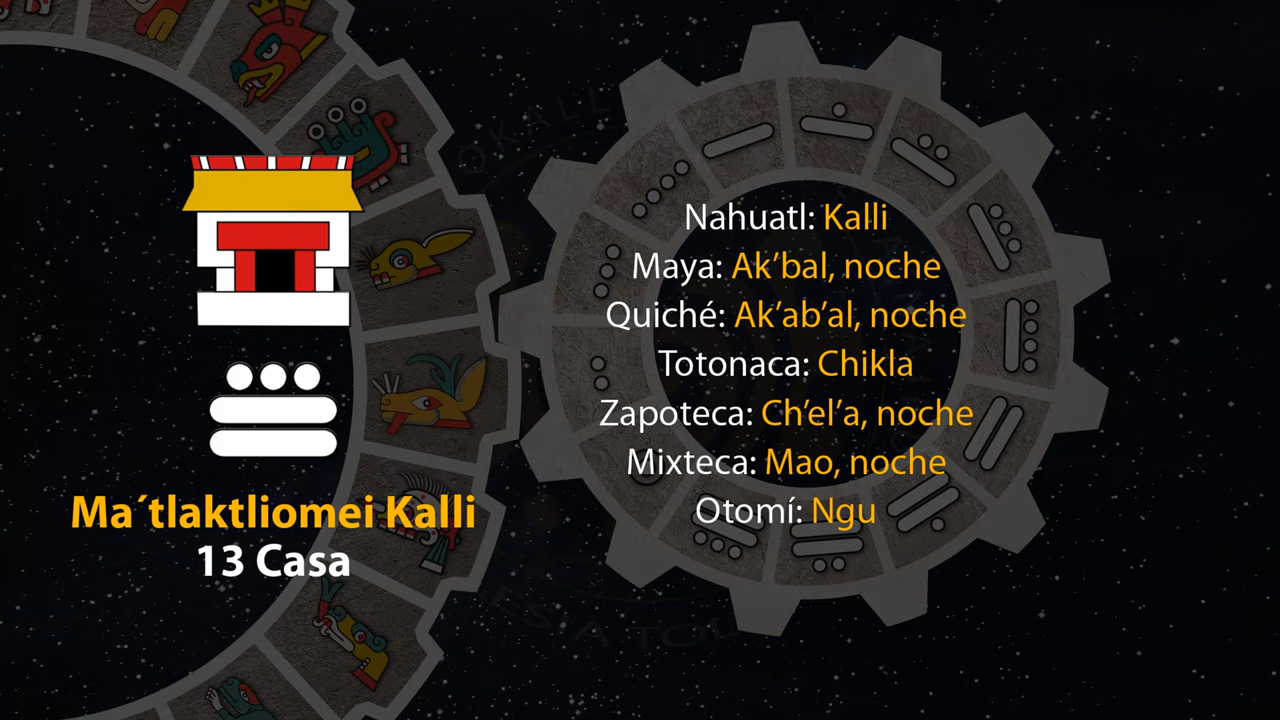 Nahuatl: Kalli
Maya: Ak’bal, noche
Quiché: Ak’ab’al, noche
Totonaca: Chikla
Zapoteca: Ch’el’a, noche
Mixteca: Mao, noche
Otomí: Ngu
Ma´tlaktliomei Kalli
13 Casa